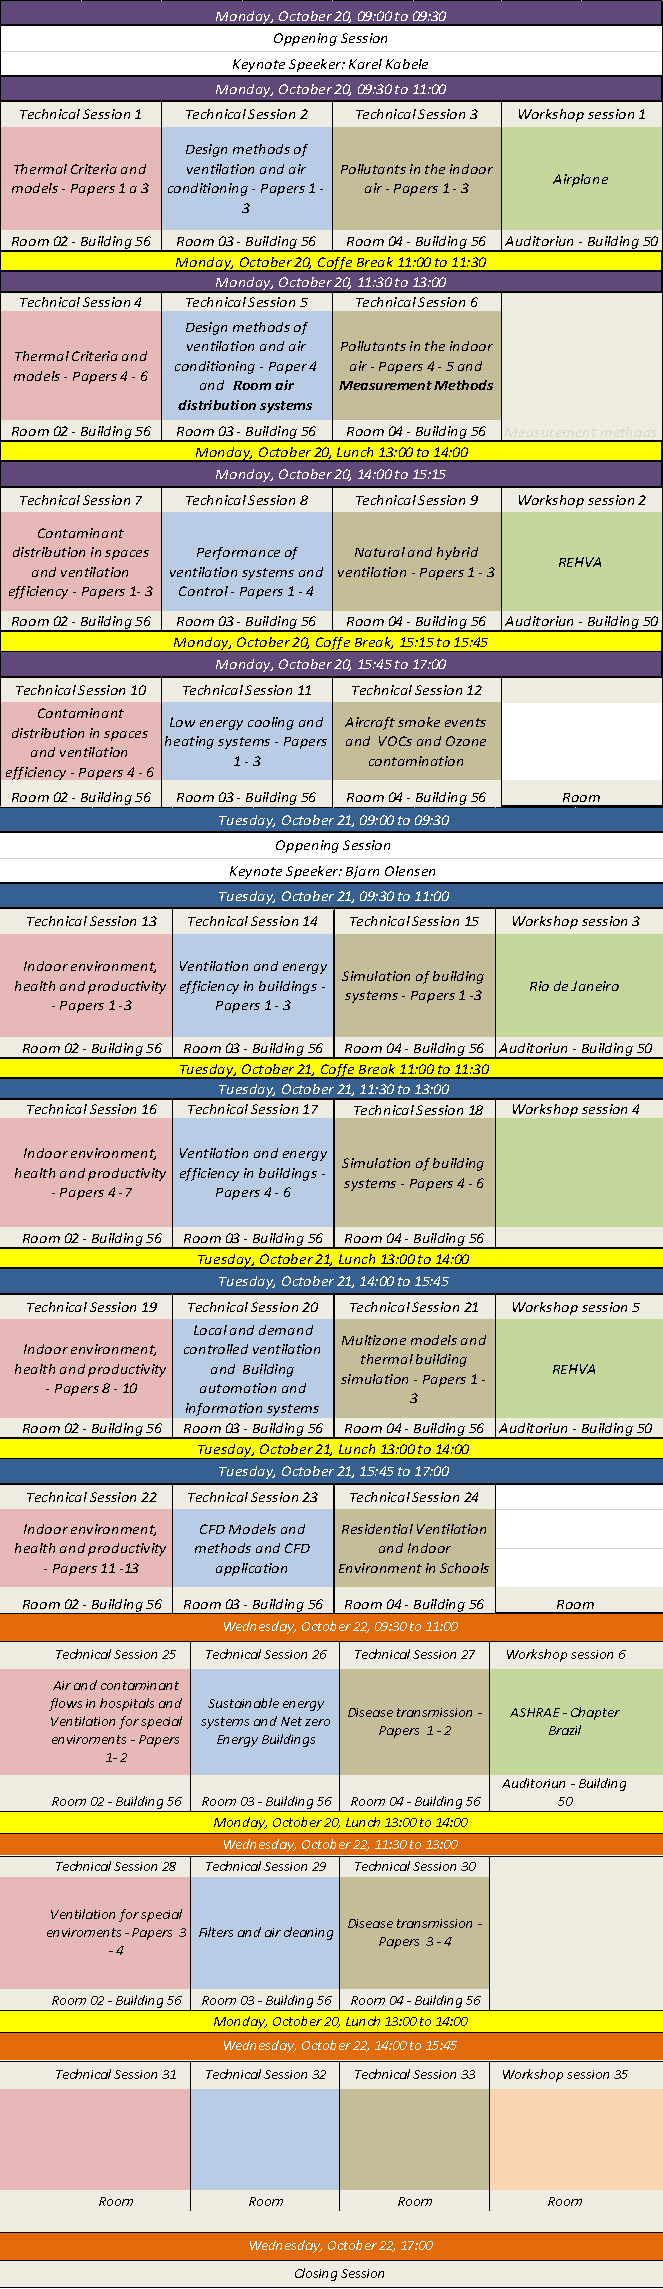 Monday, October 20, 09:00 to 09:30
Oppening Session
Keynote Speeker: Karel Kabele
Monday, October 20, 09:30 to 11:00
Technical Session 1
Technical Session 2
Technical Session 3
Workshop session 1
Thermal Criteria and
models - Papers 1 a 3
Design methods of
ventilation and air
conditioning - Papers 1 -
3
Pollutants in the indoor
air - Papers 1 - 3
Airplane
Room 02 - Building 56
Room 03 - Building 56
Room 04 - Building 56
Auditoriun - Building 50
Monday, October 20, Coffe Break 11:00 to 11:30
Monday, October 20, 11:30 to 13:00
Technical Session 4
Technical Session 5
Technical Session 6
Thermal Criteria and
models - Papers 4 - 6
Design methods of
ventilation and air
conditioning - Paper 4
and Room air
distribution systems
Pollutants in the indoor
air - Papers 4 - 5 and
Measurement Methods
Room 02 - Building 56
Room 03 - Building 56
Room 04 - Building 56
Measurement methods
Monday, October 20, Lunch 13:00 to 14:00
Monday, October 20, 14:00 to 15:15
Technical Session 7
Technical Session 8
Technical Session 9
Workshop session 2
Contaminant
distribution in spaces
and ventilation
efficiency - Papers 1- 3
Performance of
ventilation systems and
Control - Papers 1 - 4
Natural and hybrid
ventilation - Papers 1 - 3
REHVA
Room 02 - Building 56
Room 03 - Building 56
Room 04 - Building 56
Auditoriun - Building 50
Monday, October 20, Coffe Break, 15:15 to 15:45
Monday, October 20, 15:45 to 17:00
Technical Session 10
Technical Session 11
Technical Session 12
Contaminant
distribution in spaces
and ventilation
efficiency - Papers 4 - 6
Low energy cooling and
heating systems - Papers
1 - 3
Aircraft smoke events
and VOCs and Ozone
contamination
Room 02 - Building 56
Room 03 - Building 56
Room 04 - Building 56
Room
Tuesday, October 21, 09:00 to 09:30
Oppening Session
Keynote Speeker: Bjarn Olensen
Tuesday, October 21, 09:30 to 11:00
Technical Session 13
Technical Session 14
Technical Session 15
Workshop session 3
Indoor environment,
health and productivity
- Papers 1 -3
Ventilation and energy
efficiency in buildings -
Papers 1 - 3
Simulation of building
systems - Papers 1 -3
Rio de Janeiro
Room 02 - Building 56
Room 03 - Building 56
Room 04 - Building 56
Auditoriun - Building 50
Tuesday, October 21, Coffe Break 11:00 to 11:30
Tuesday, October 21, 11:30 to 13:00
Technical Session 16
Technical Session 17
Technical Session 18
Workshop session 4
Indoor environment,
health and productivity
- Papers 4 -7
Ventilation and energy
efficiency in buildings -
Papers 4 - 6
Simulation of building
systems - Papers 4 - 6
Room 02 - Building 56
Room 03 - Building 56
Room 04 - Building 56
Tuesday, October 21, Lunch 13:00 to 14:00
Tuesday, October 21, 14:00 to 15:45
Technical Session 19
Technical Session 20
Technical Session 21
Workshop session 5
Indoor environment,
health and productivity
- Papers 8 - 10
Local and demand
controlled ventilation
and Building
automation and
information systems
Multizone models and
thermal building
simulation - Papers 1 -
3
REHVA
Room 02 - Building 56
Room 03 - Building 56
Room 04 - Building 56
Auditoriun - Building 50
Tuesday, October 21, Lunch 13:00 to 14:00
Tuesday, October 21, 15:45 to 17:00
Technical Session 22
Technical Session 23
Technical Session 24
Indoor environment,
health and productivity
- Papers 11 -13
CFD Models and
methods and CFD
application
Residential Ventilation
and Indoor
Environment in Schools
Room 02 - Building 56
Room 03 - Building 56
Room 04 - Building 56
Room
Wednesday, October 22, 09:30 to 11:00
Technical Session 25
Technical Session 26
Technical Session 27
Workshop session 6
Air and contaminant
flows in hospitals and
Ventilation for special
enviroments - Papers
1- 2
Sustainable energy
systems and Net zero
Energy Buildings
Disease transmission -
Papers 1 - 2
ASHRAE - Chapter
Brazil
Room 02 - Building 56
Room 03 - Building 56
Room 04 - Building 56
Auditoriun - Building
50
Monday, October 20, Lunch 13:00 to 14:00
Wednesday, October 22, 11:30 to 13:00
Technical Session 28
Technical Session 29
Technical Session 30
Ventilation for special
enviroments - Papers 3
- 4
Filters and air cleaning
Disease transmission -
Papers 3 - 4
Room 02 - Building 56
Room 03 - Building 56
Room 04 - Building 56
Monday, October 20, Lunch 13:00 to 14:00
Wednesday, October 22, 14:00 to 15:45
Technical Session 31
Technical Session 32
Technical Session 33
Workshop session 35
Room
Room
Room
Room
Wednesday, October 22, 17:00
Closing Session